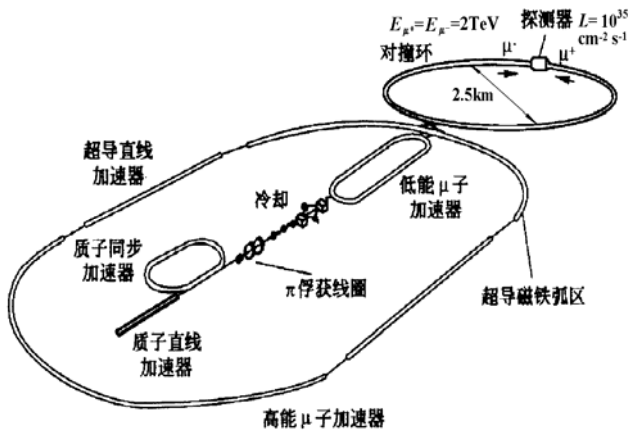 E_μ+=E_μ-=2TeV
探测器 L= 10³⁵
cm⁻² s⁻¹
对撞环
μ⁻
μ⁺
2.5km
超导直线
加速器
冷却
低能μ子
加速器
质子同步
加速器
π俘获线圈
超导磁铁弧区
质子直线
加速器
高能μ子加速器